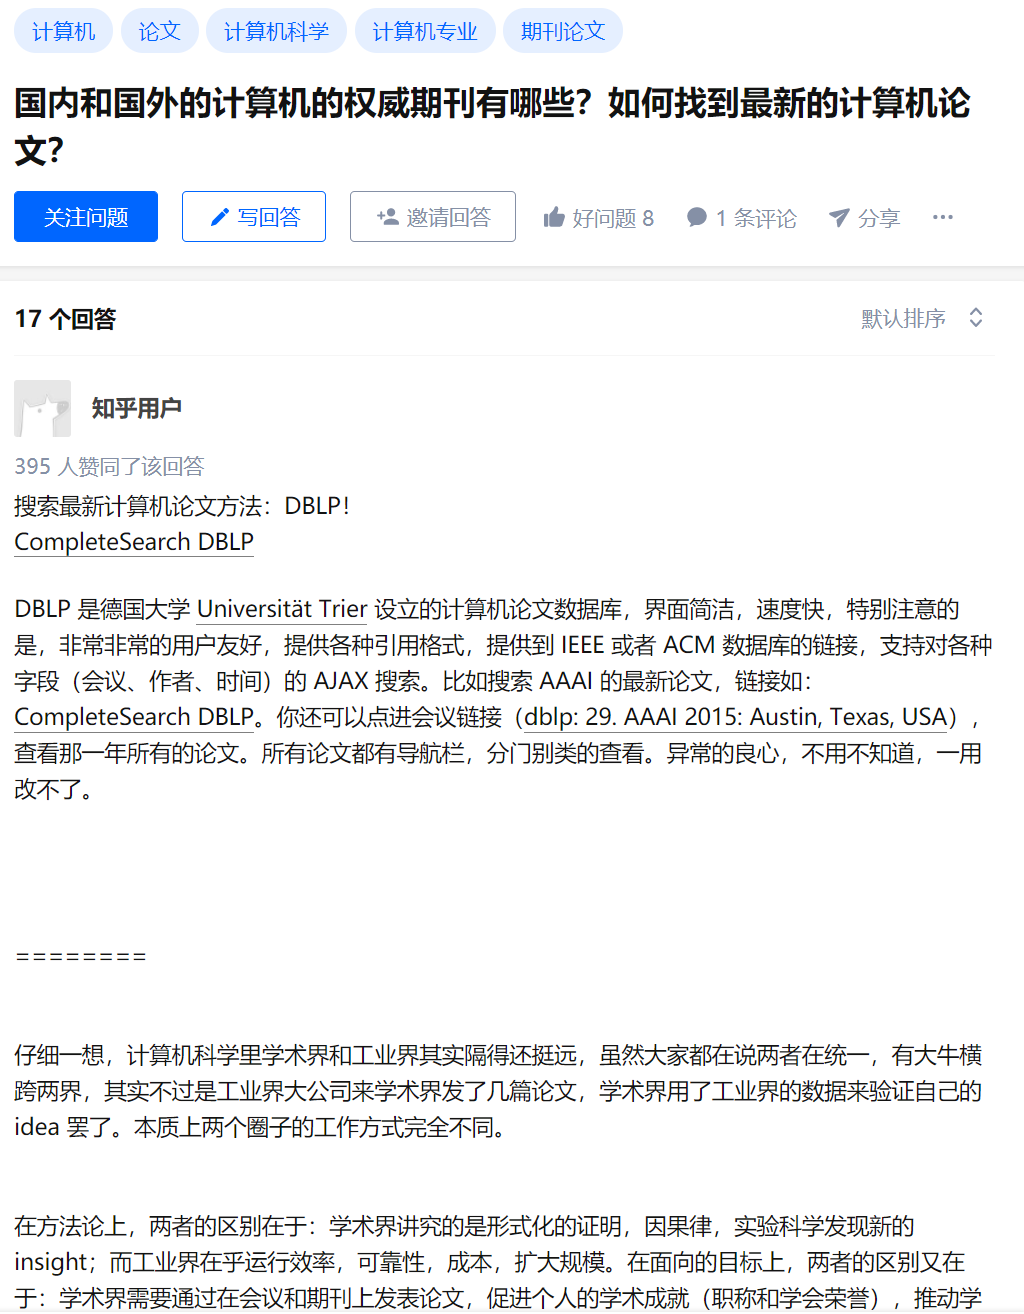 计算机 论文 计算机科学 计算机专业 期刊论文
国内和国外的计算机的权威期刊有哪些？如何找到最新的计算机论
文？
关注问题 写回答 邀请回答 好问题 8 1 条评论 分享 ···
17 个回答 默认排序
知乎用户
395 人赞同了该回答
搜索最新计算机论文方法：DBLP！
CompleteSearch DBLP
DBLP 是德国大学 Universität Trier 设立的计算机论文数据库，界面简洁，速度快，特别注意的
是，非常非常的用户友好，提供各种引用格式，提供到 IEEE 或者 ACM 数据库的链接，支持对各种
字段（会议、作者、时间）的 AJAX 搜索。比如搜索 AAAI 的最新论文，链接如：
CompleteSearch DBLP。你还可以点进会议链接（dblp: 29. AAAI 2015: Austin, Texas, USA），
查看那一年所有的论文。所有论文都有导航栏，分门别类的查看。异常的良心，不用不知道，一用
改不了。
========
仔细一想，计算机科学里学术界和工业界其实隔得还挺远，虽然大家都在说两者在统一，有大牛横
跨两界，其实不过是工业界大公司来学术界发了几篇论文，学术界用了工业界的数据来验证自己的
idea 罢了。本质上两个圈子的工作方式完全不同。
在方法论上，两者的区别在于：学术界讲究的是形式化的证明，因果律，实验科学发现新的
insight；而工业界在乎运行效率，可靠性，成本，扩大规模。在面向的目标上，两者的区别又在
于：学术界需要通过在会议和期刊上发表论文，促进个人的学术成就（职称和学会荣誉），推动学